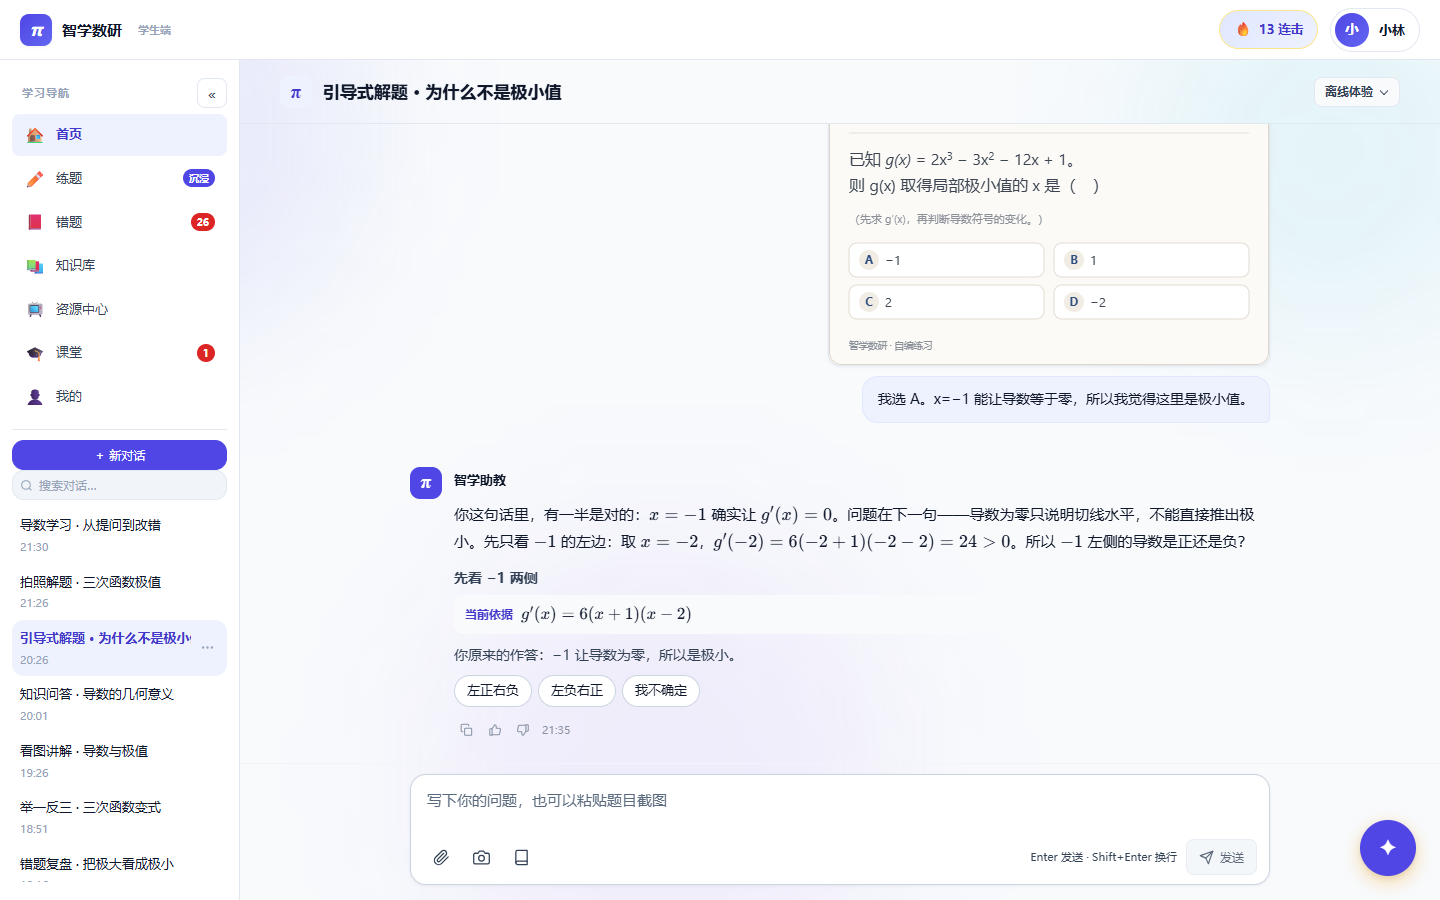 π 智学数研 学生端
13 连击
小 小林
学习导航
«
首页
练题 沉浸
错题 26
知识库
资源中心
课堂 1
我的
+ 新对话
搜索对话...
导数学习 · 从提问到改错
21:30
拍照解题 · 三次函数极值
21:26
引导式解题 • 为什么不是极小
20:26
知识问答 · 导数的几何意义
20:01
看图讲解 · 导数与极值
19:26
举一反三 · 三次函数变式
18:51
错题复盘 · 把极大看成极小
π 引导式解题 • 为什么不是极小值
离线体验
已知 g(x) = 2x³ − 3x² − 12x + 1。
则 g(x) 取得局部极小值的 x 是（　）
（先求 g′(x)，再判断导数符号的变化。）
A −1
B 1
C 2
D −2
智学数研 · 自编练习
我选 A。x=−1 能让导数等于零，所以我觉得这里是极小值。
π 智学助教
你这句话里，有一半是对的：x = −1 确实让 g′(x) = 0。问题在下一句——导数为零只说明切线水平，不能直接推出极
小。先只看 −1 的左边：取 x = −2，g′(−2) = 6(−2 + 1)(−2 − 2) = 24 > 0。所以 −1 左侧的导数是正还是负？
先看 −1 两侧
当前依据 g′(x) = 6(x + 1)(x − 2)
你原来的作答：−1 让导数为零，所以是极小。
左正右负 左负右正 我不确定
21:35
写下你的问题，也可以粘贴题目截图
Enter 发送 · Shift+Enter 换行
发送